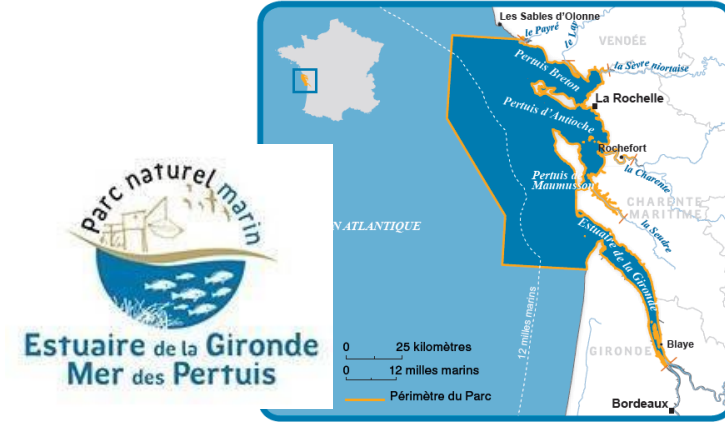 Parc naturel marin
Estuaire de la Gironde
Mer des Pertuis
Les Sables d'Olonne
le Payré
le Lay
VENDÉE
la Sèvre niortaise
Pertuis Breton
La Rochelle
Pertuis d'Antioche
Rochefort
la Charente
Pertuis de
Maumusson
CHARENTE
MARITIME
la Seudre
N ATLANTIQUE
Estuaire de la Gironde
12 milles marins
0 25 kilomètres
0 12 milles marins
Périmètre du Parc
GIRONDE
Blaye
Bordeaux